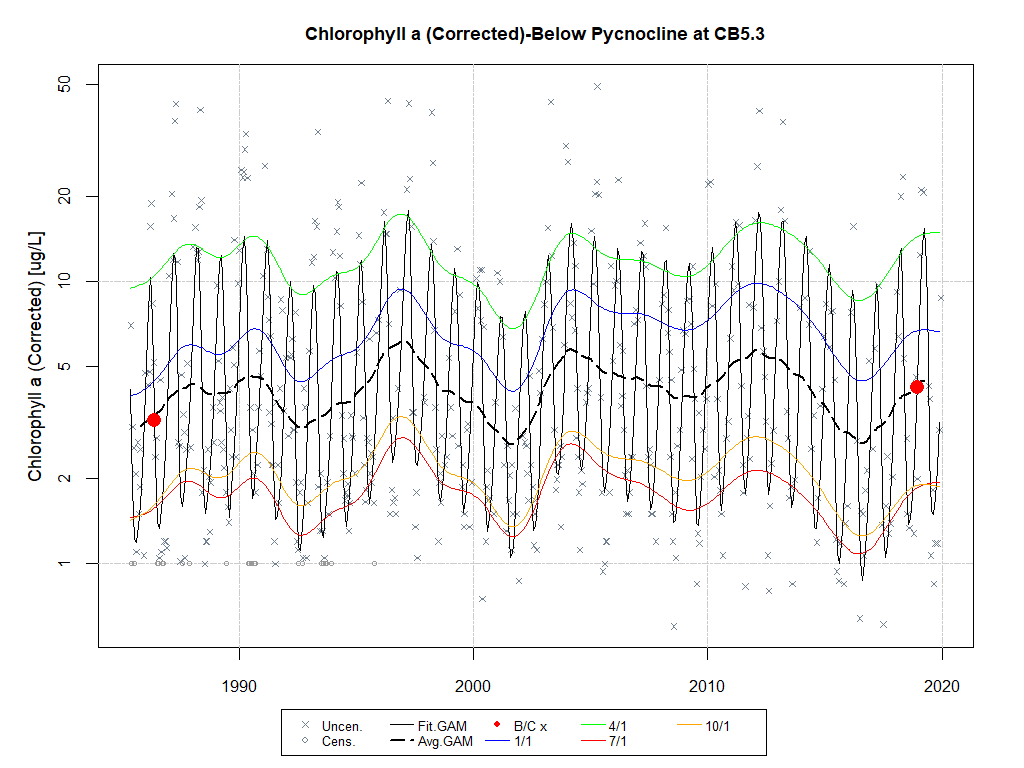 Chlorophyll a (Corrected)-Below Pycnocline at CB5.3
Chlorophyll a (Corrected) [ug/L]
50
20
10
5
2
1
1990 2000 2010 2020
Uncen. Fit.GAM B/C x 4/1 10/1
Cens. Avg.GAM 1/1 7/1